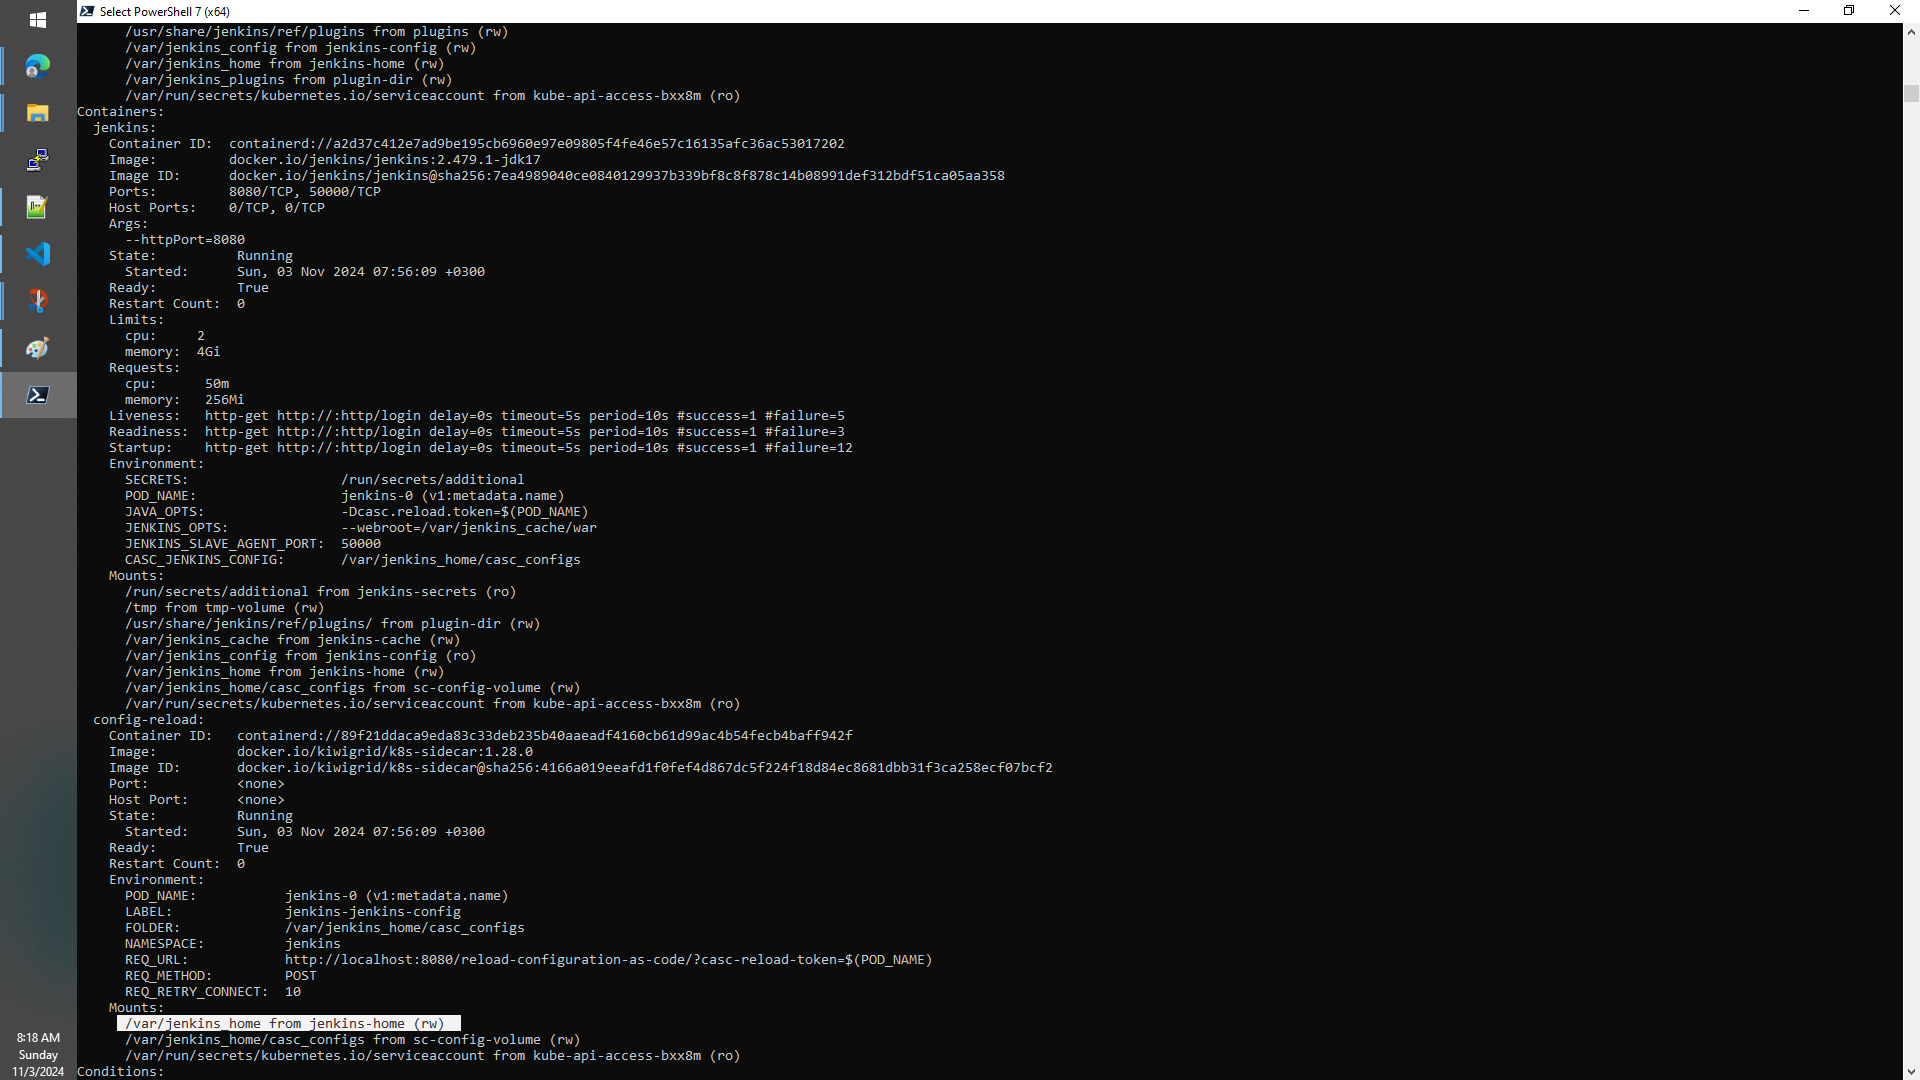 Select PowerShell 7 (x64)
/usr/share/jenkins/ref/plugins from plugins (rw)
/var/jenkins_config from jenkins-config (rw)
/var/jenkins_home from jenkins-home (rw)
/var/jenkins_plugins from plugin-dir (rw)
/var/run/secrets/kubernetes.io/serviceaccount from kube-api-access-bxx8m (ro)
Containers:
jenkins:
Container ID: containerd://a2d37c412e7ad9be195cb6960e97e09805f4fe46e57c16135afc36ac53017202
Image: docker.io/jenkins/jenkins:2.479.1-jdk17
Image ID: docker.io/jenkins/jenkins@sha256:7ea4989040ce0840129937b339bf8c8f878c14b08991def312bdf51ca05aa358
Ports: 8080/TCP, 50000/TCP
Host Ports: 0/TCP, 0/TCP
Args:
--httpPort=8080
State: Running
Started: Sun, 03 Nov 2024 07:56:09 +0300
Ready: True
Restart Count: 0
Limits:
cpu: 2
memory: 4Gi
Requests:
cpu: 50m
memory: 256Mi
Liveness: http-get http://:http/login delay=0s timeout=5s period=10s #success=1 #failure=5
Readiness: http-get http://:http/login delay=0s timeout=5s period=10s #success=1 #failure=3
Startup: http-get http://:http/login delay=0s timeout=5s period=10s #success=1 #failure=12
Environment:
SECRETS: /run/secrets/additional
POD_NAME: jenkins-0 (v1:metadata.name)
JAVA_OPTS: -Dcasc.reload.token=$(POD_NAME)
JENKINS_OPTS: --webroot=/var/jenkins_cache/war
JENKINS_SLAVE_AGENT_PORT: 50000
CASC_JENKINS_CONFIG: /var/jenkins_home/casc_configs
Mounts:
/run/secrets/additional from jenkins-secrets (ro)
/tmp from tmp-volume (rw)
/usr/share/jenkins/ref/plugins/ from plugin-dir (rw)
/var/jenkins_cache from jenkins-cache (rw)
/var/jenkins_config from jenkins-config (ro)
/var/jenkins_home from jenkins-home (rw)
/var/jenkins_home/casc_configs from sc-config-volume (rw)
/var/run/secrets/kubernetes.io/serviceaccount from kube-api-access-bxx8m (ro)
config-reload:
Container ID: containerd://89f21ddaca9eda83c33deb235b40aaeadf4160cb61d99ac4b54fecb4baff942f
Image: docker.io/kiwigrid/k8s-sidecar:1.28.0
Image ID: docker.io/kiwigrid/k8s-sidecar@sha256:4166a019eeafd1f0fef4d867dc5f224f18d84ec8681dbb31f3ca258ecf07bcf2
Port: <none>
Host Port: <none>
State: Running
Started: Sun, 03 Nov 2024 07:56:09 +0300
Ready: True
Restart Count: 0
Environment:
POD_NAME: jenkins-0 (v1:metadata.name)
LABEL: jenkins-jenkins-config
FOLDER: /var/jenkins_home/casc_configs
NAMESPACE: jenkins
REQ_URL: http://localhost:8080/reload-configuration-as-code/?casc-reload-token=$(POD_NAME)
REQ_METHOD: POST
REQ_RETRY_CONNECT: 10
Mounts:
/var/jenkins_home from jenkins-home (rw)
/var/jenkins_home/casc_configs from sc-config-volume (rw)
/var/run/secrets/kubernetes.io/serviceaccount from kube-api-access-bxx8m (ro)
Conditions:
8:18 AM
Sunday
11/3/2024